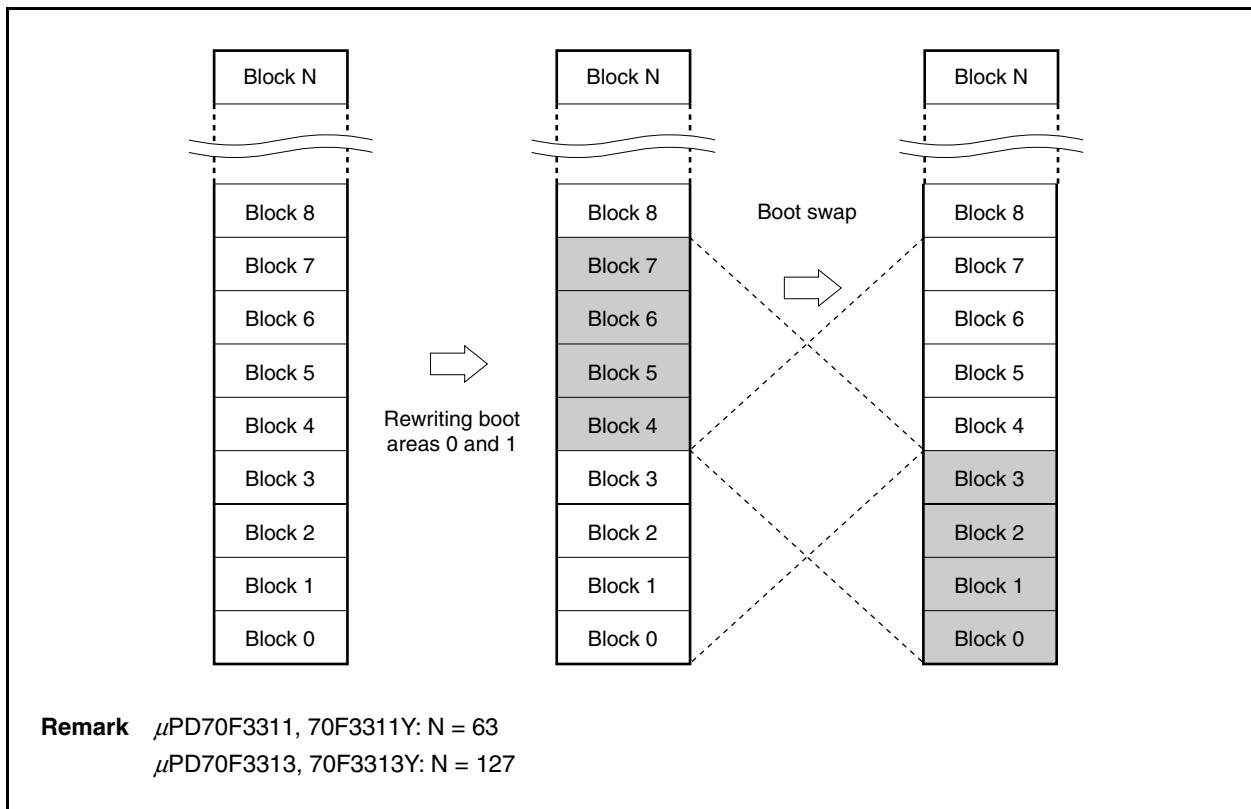 Block N
Block 8
Block 7
Block 6
Block 5
Block 4
Block 3
Block 2
Block 1
Block 0
Rewriting boot
areas 0 and 1
Block N
Block 8
Block 7
Block 6
Block 5
Block 4
Block 3
Block 2
Block 1
Block 0
Boot swap
Block N
Block 8
Block 7
Block 6
Block 5
Block 4
Block 3
Block 2
Block 1
Block 0
Remark μPD70F3311, 70F3311Y: N = 63
μPD70F3313, 70F3313Y: N = 127